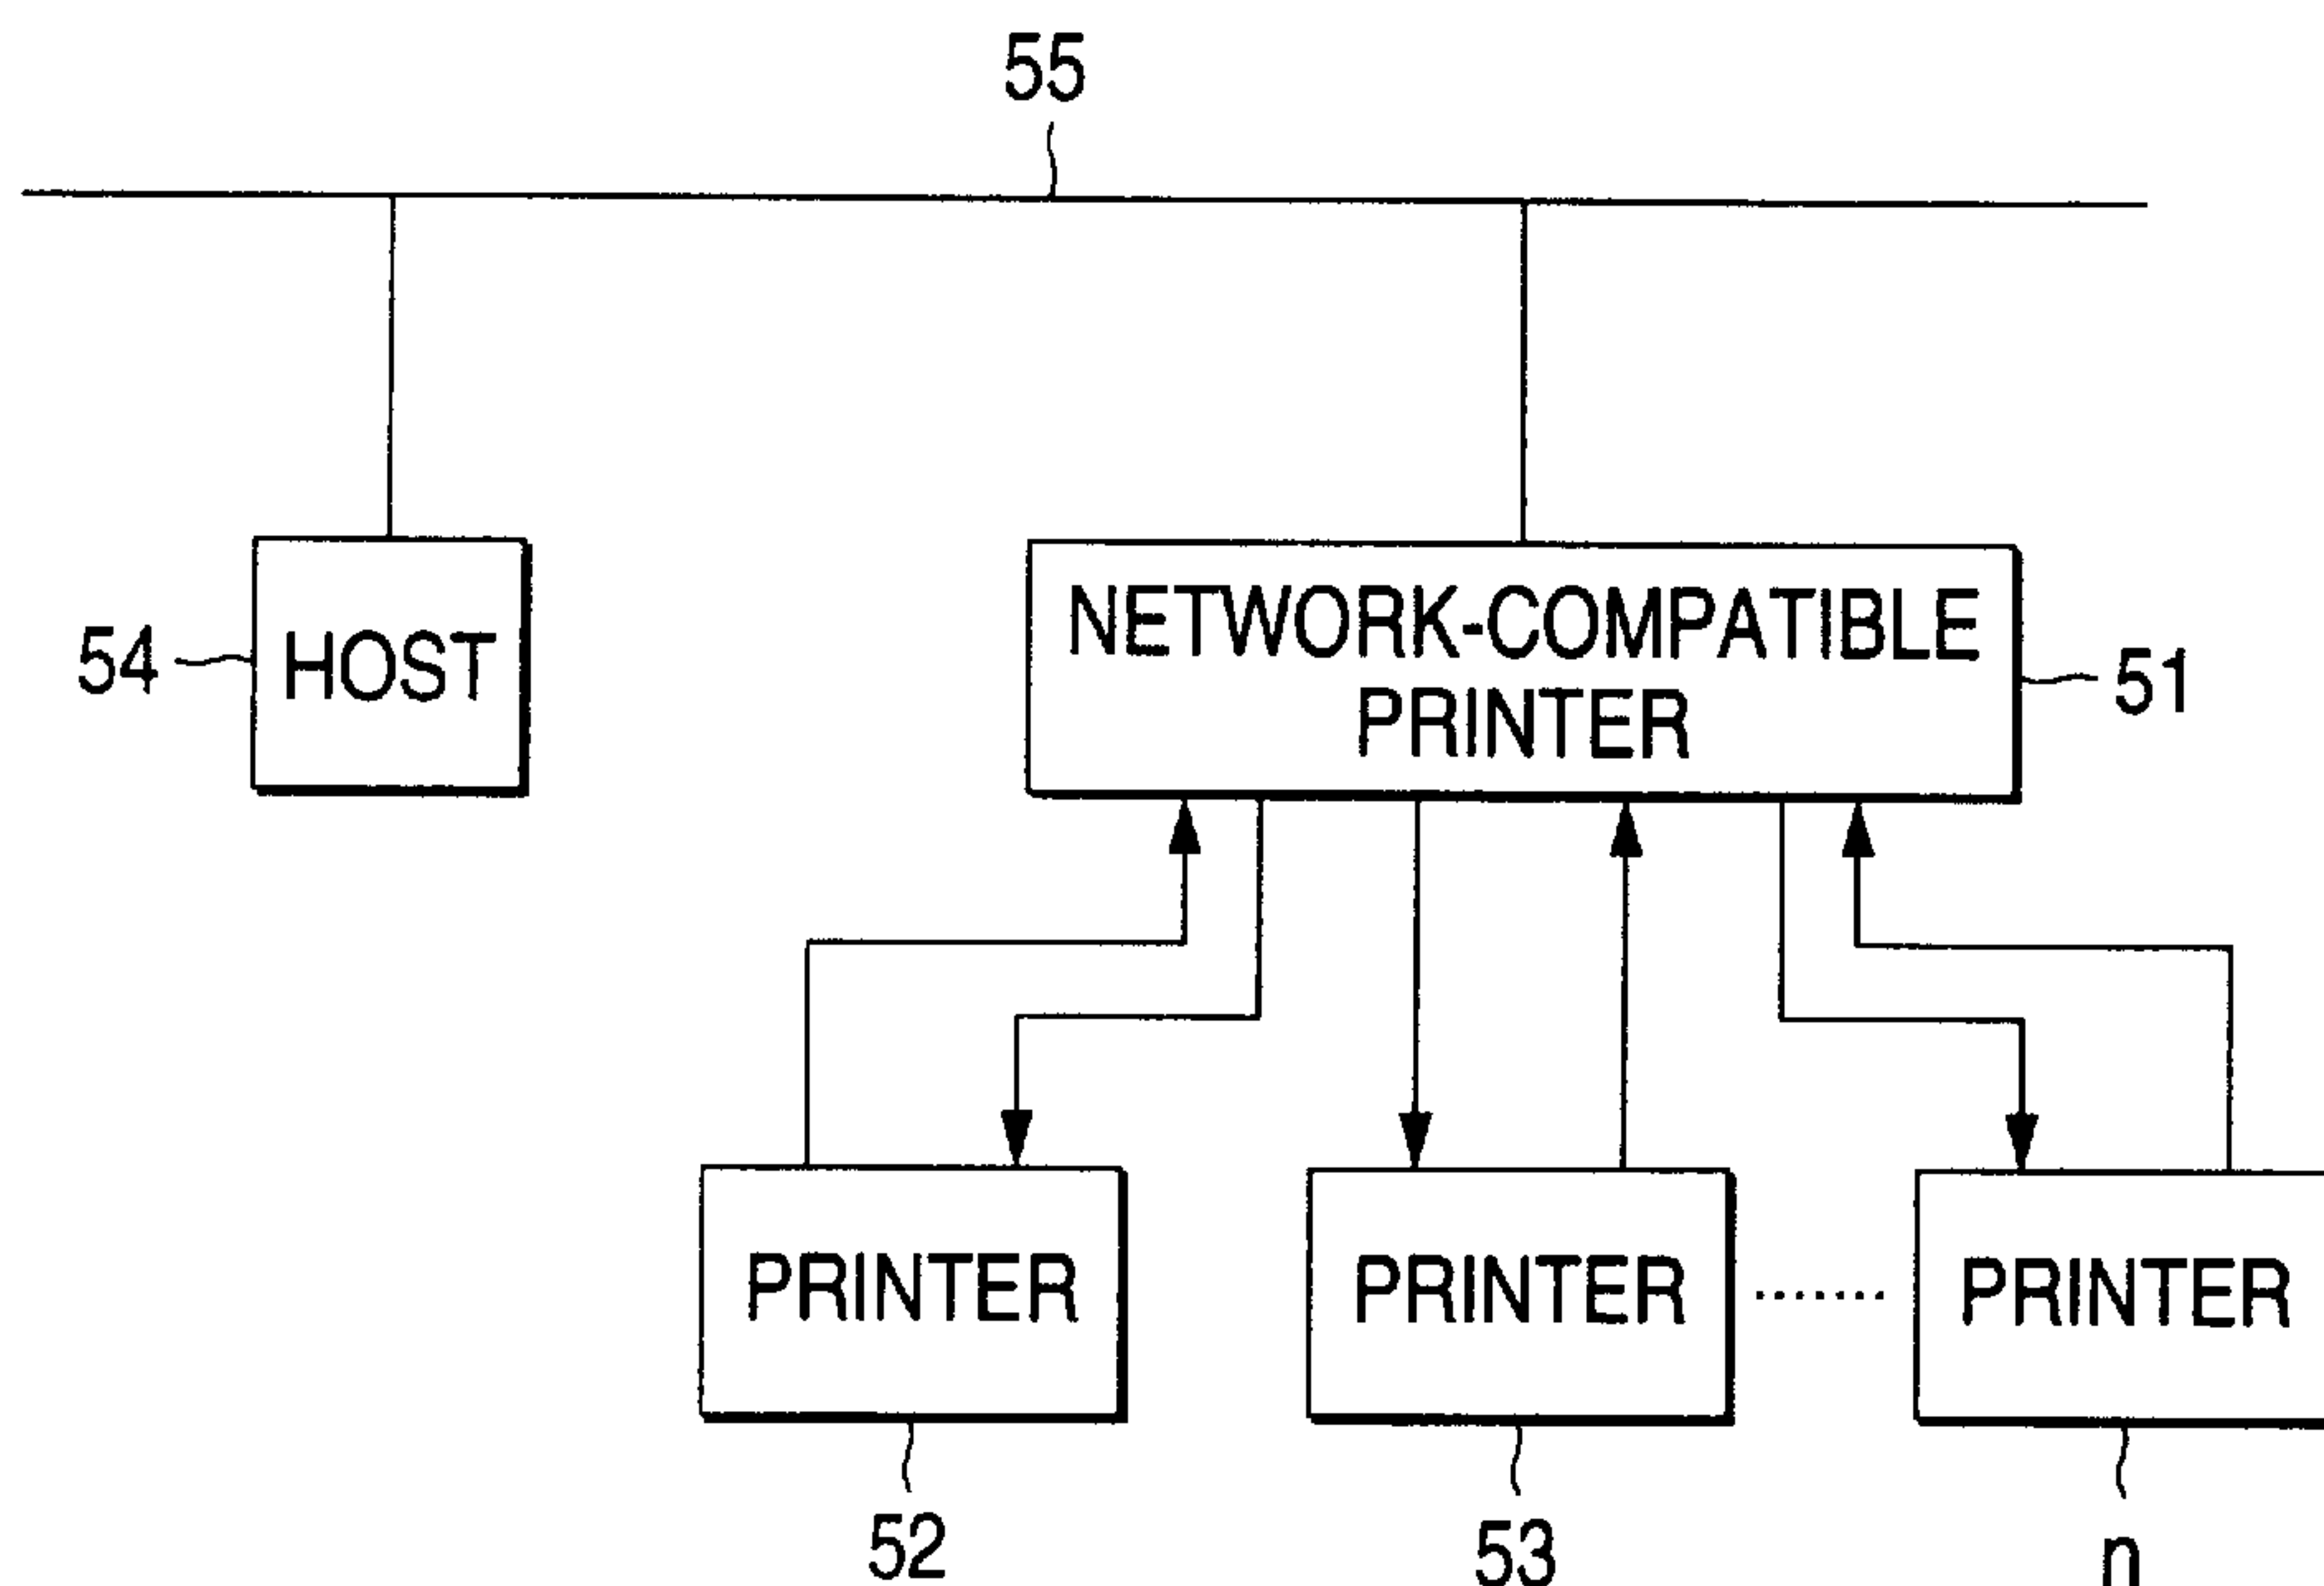 55
54
HOST
NETWORK-COMPATIBLE
PRINTER
51
PRINTER
PRINTER
PRINTER
52
53
n